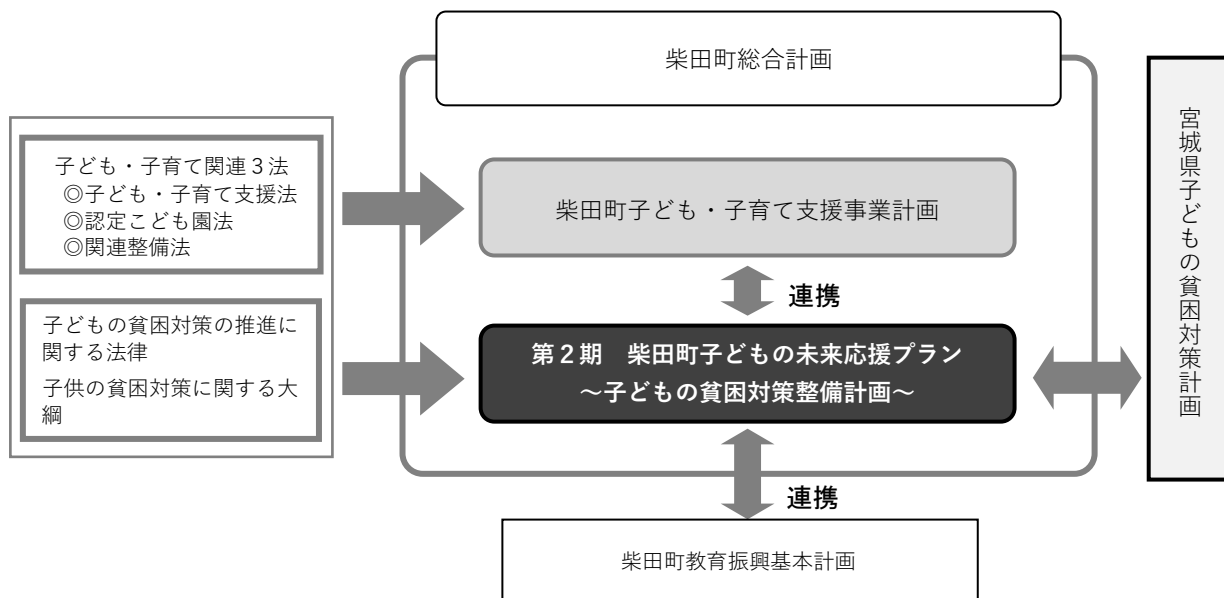 柴田町総合計画
子ども・子育て関連３法
◎子ども・子育て支援法
◎認定こども園法
◎関連整備法
子どもの貧困対策の推進に
関する法律
子供の貧困対策に関する大
綱
柴田町子ども・子育て支援事業計画
連携
第２期　柴田町子どもの未来応援プラン
～子どもの貧困対策整備計画～
連携
柴田町教育振興基本計画
宮城県子どもの貧困対策計画